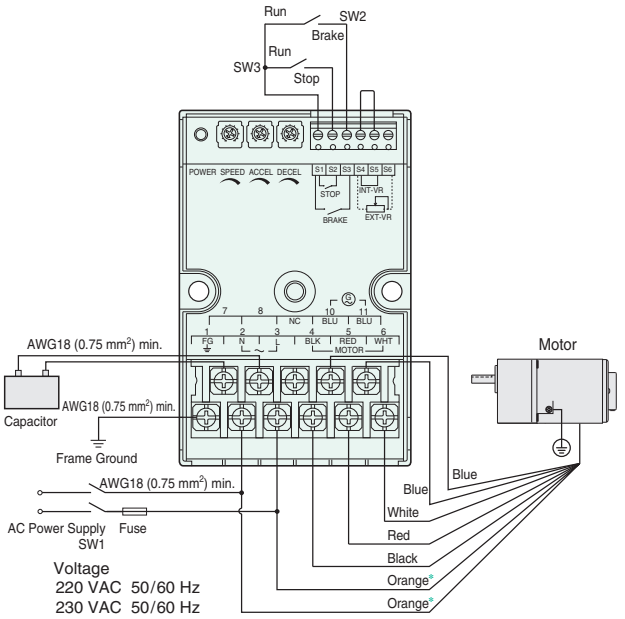 Run
SW2
Brake
Run
SW3
Stop
POWER SPEED ACCEL DECEL
S1 S2 S3 S4 S5 S6
STOP
INT-VR
BRAKE
EXT-VR
G
7 8 NC 10 11
BLU BLU
1 2 3 4 5 6
FG N ~ L BLK RED WHT
MOTOR
AWG18 (0.75 mm²) min.
Capacitor
AWG18 (0.75 mm²) min.
Frame Ground
AWG18 (0.75 mm²) min.
AC Power Supply
SW1
Fuse
Voltage
220 VAC 50/60 Hz
230 VAC 50/60 Hz
Motor
Blue
Blue
White
Red
Black
Orange*
Orange*